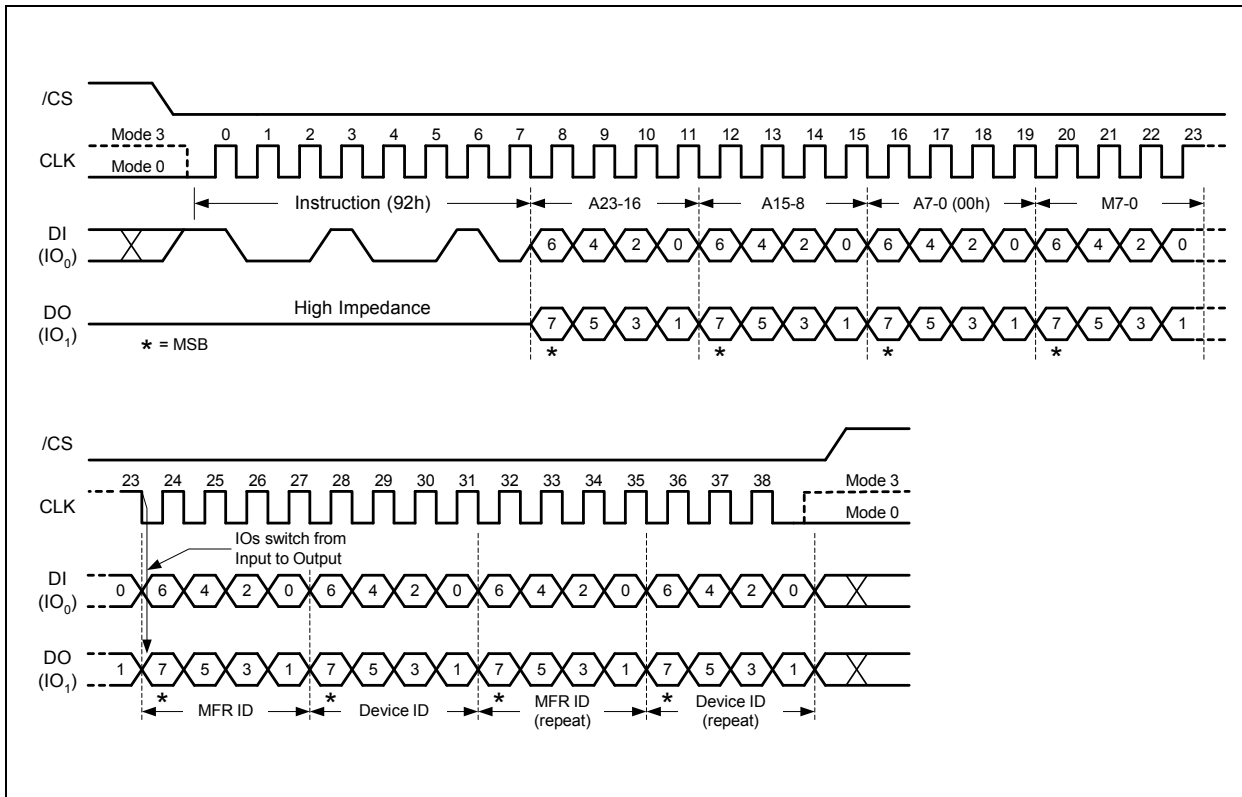 /CS
Mode 3 0 1 2 3 4 5 6 7 8 9 10 11 12 13 14 15 16 17 18 19 20 21 22 23
CLK Mode 0
Instruction (92h) A23-16 A15-8 A7-0 (00h) M7-0
DI
(IO0) 6 4 2 0 6 4 2 0 6 4 2 0 6 4 2 0
High Impedance
DO
(IO1) 7 5 3 1 7 5 3 1 7 5 3 1 7 5 3 1
* = MSB * * * *
/CS
23 24 25 26 27 28 29 30 31 32 33 34 35 36 37 38 Mode 3
CLK Mode 0
IOs switch from
Input to Output
DI
(IO0) 0 6 4 2 0 6 4 2 0 6 4 2 0 6 4 2 0
DO
(IO1) 1 7 5 3 1 7 5 3 1 7 5 3 1 7 5 3 1
* * * *
MFR ID Device ID MFR ID (repeat) Device ID (repeat)